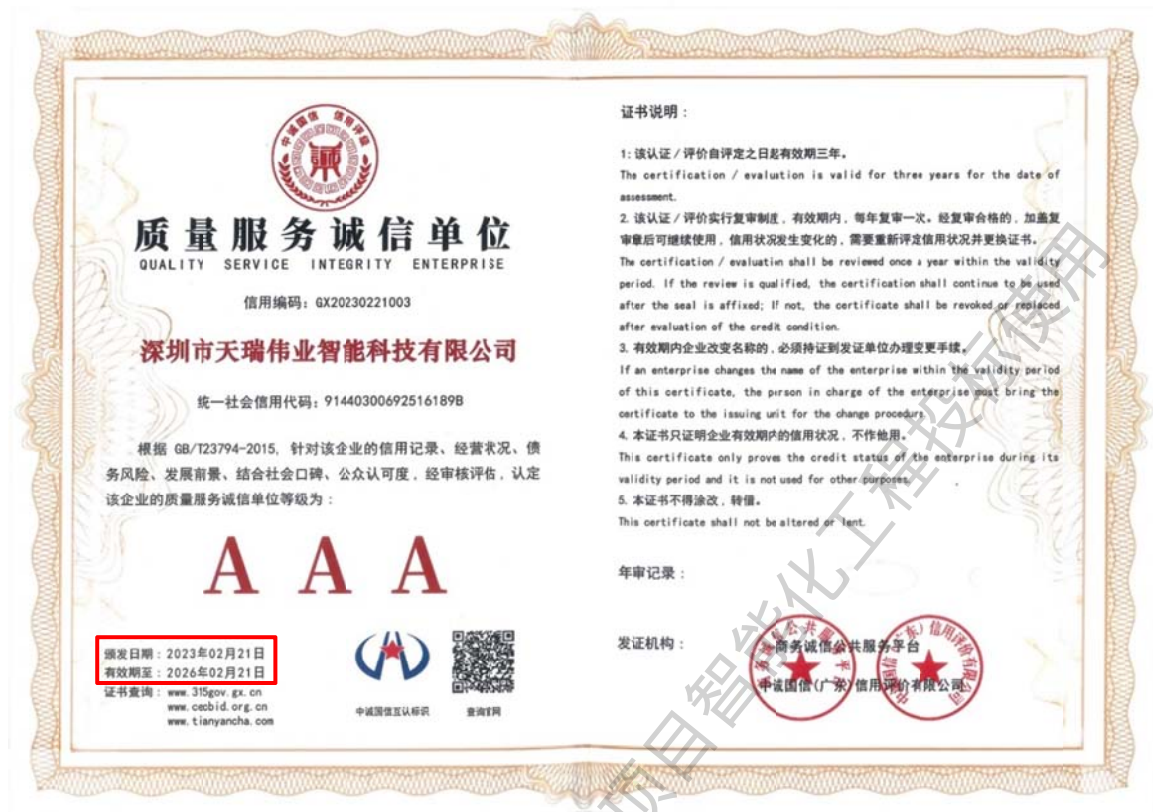 中诚国信 信号评级
誠
质量服务诚信单位
QUALITY SERVICE INTEGRITY ENTERPRISE
信用编码：GX20230221003
深圳市天瑞伟业智能科技有限公司
统一社会信用代码：91440300692516189B
根据 GB/T23794-2015，针对该企业的信用记录、经营状况、债
务风险、发展前景、结合社会口碑、公众认可度，经审核评估，认定
该企业的质量服务诚信单位等级为：
A A A
颁发日期：2023年02月21日
有效期至：2026年02月21日
证书查询：www.315gov.gx.cn
www.cecbid.org.cn
www.tianyancha.com
中诚国信互认标识
查询官网
证书说明：
1: 该认证／评价自评定之日起有效期三年。
The certification / evaluation is valid for three years for the date of
assessment.
2. 该认证／评价实行复审制度，有效期内，每年复审一次。经复审合格的，加盖复
审章后可继续使用，信用状况发生变化的，需要重新评定信用状况并更换证书。
The certification / evaluation shall be reviewed once a year within the validity
period. If the review is qualified, the certification shall continue to be used
after the seal is affixed; If not, the certificate shall be revoked or replaced
after evaluation of the credit condition.
3. 有效期内企业改变名称的，必须持证到发证单位办理变更手续。
If an enterprise changes the name of the enterprise within the validity period
of this certificate, the person in charge of the enterprise must bring the
certificate to the issuing unit for the change procedure.
4. 本证书只证明企业有效期内的信用状况，不作他用。
This certificate only proves the credit status of the enterprise during its
validity period and it is not used for other purposes.
5. 本证书不得涂改，转借。
This certificate shall not be altered or lent.
年审记录：
发证机构：
商务诚信公共服务平台
中诚国信(广东)信用评价有限公司
项目智能化工程投标使用